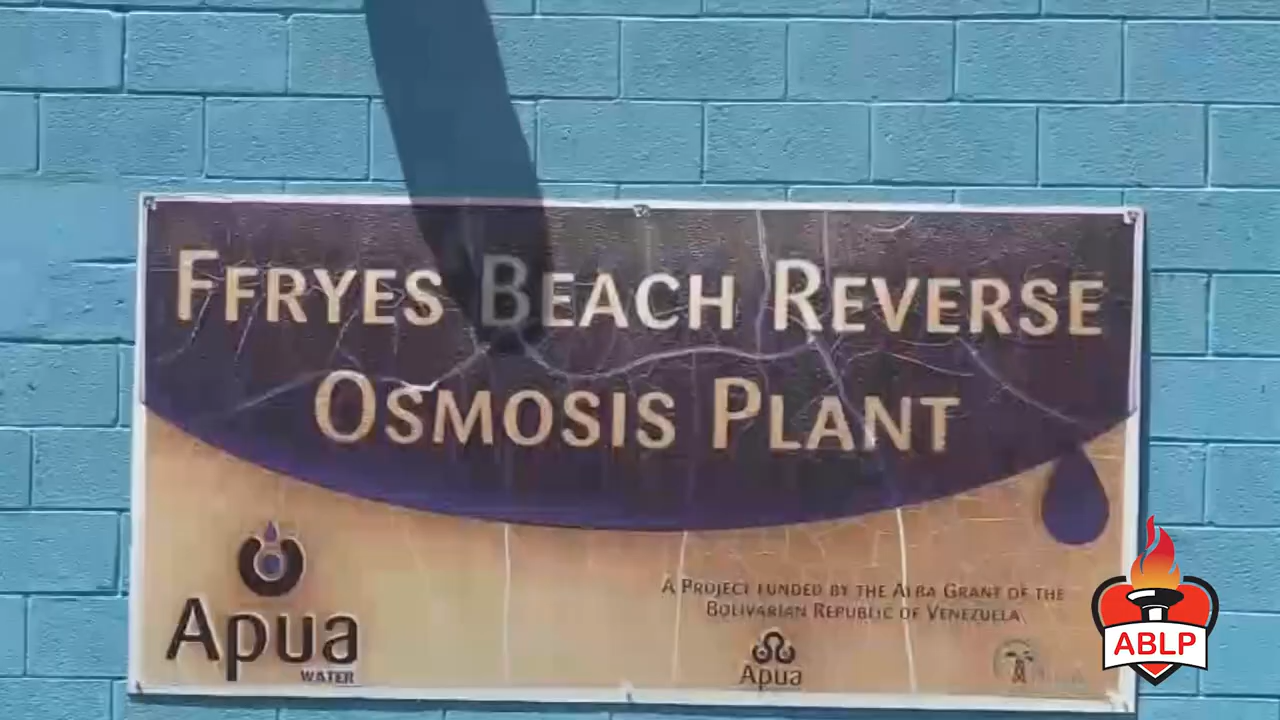 FFRYES BEACH REVERSE
OSMOSIS PLANT
A PROJECT FUNDED BY THE ALBA GRANT OF THE
BOLIVARIAN REPUBLIC OF VENEZUELA
Apua
WATER
Apua
ABLP